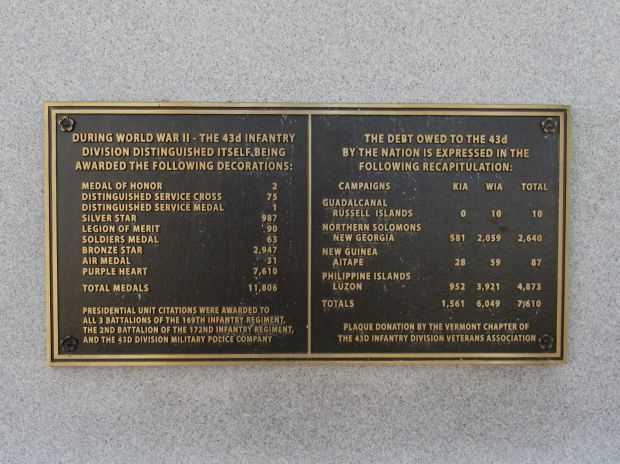 DURING WORLD WAR II - THE 43d INFANTRY
DIVISION DISTINGUISHED ITSELF, BEING
AWARDED THE FOLLOWING DECORATIONS:
MEDAL OF HONOR 2
DISTINGUISHED SERVICE CROSS 75
DISTINGUISHED SERVICE MEDAL 1
SILVER STAR 987
LEGION OF MERIT 90
SOLDIERS MEDAL 63
BRONZE STAR 2,947
AIR MEDAL 31
PURPLE HEART 7,610
TOTAL MEDALS 11,806
PRESIDENTIAL UNIT CITATIONS WERE AWARDED TO
ALL 3 BATTALIONS OF THE 169TH INFANTRY REGIMENT,
THE 2ND BATTALION OF THE 172ND INFANTRY REGIMENT,
AND THE 43D DIVISION MILITARY POLICE COMPANY
THE DEBT OWED TO THE 43d
BY THE NATION IS EXPRESSED IN THE
FOLLOWING RECAPITULATION:
CAMPAIGNS KIA WIA TOTAL
GUADALCANAL
RUSSELL ISLANDS 0 10 10
NORTHERN SOLOMONS
NEW GEORGIA 581 2,059 2,640
NEW GUINEA
AITAPE 28 59 87
PHILIPPINE ISLANDS
LUZON 952 3,921 4,873
TOTALS 1,561 6,049 7,610
PLAQUE DONATION BY THE VERMONT CHAPTER OF
THE 43D INFANTRY DIVISION VETERANS ASSOCIATION